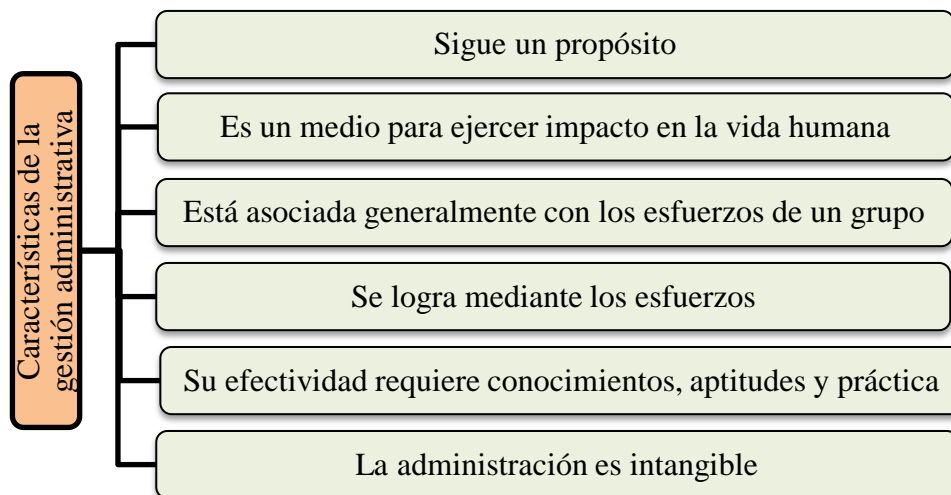 Características de la
gestión administrativa
Sigue un propósito
Es un medio para ejercer impacto en la vida humana
Está asociada generalmente con los esfuerzos de un grupo
Se logra mediante los esfuerzos
Su efectividad requiere conocimientos, aptitudes y práctica
La administración es intangible